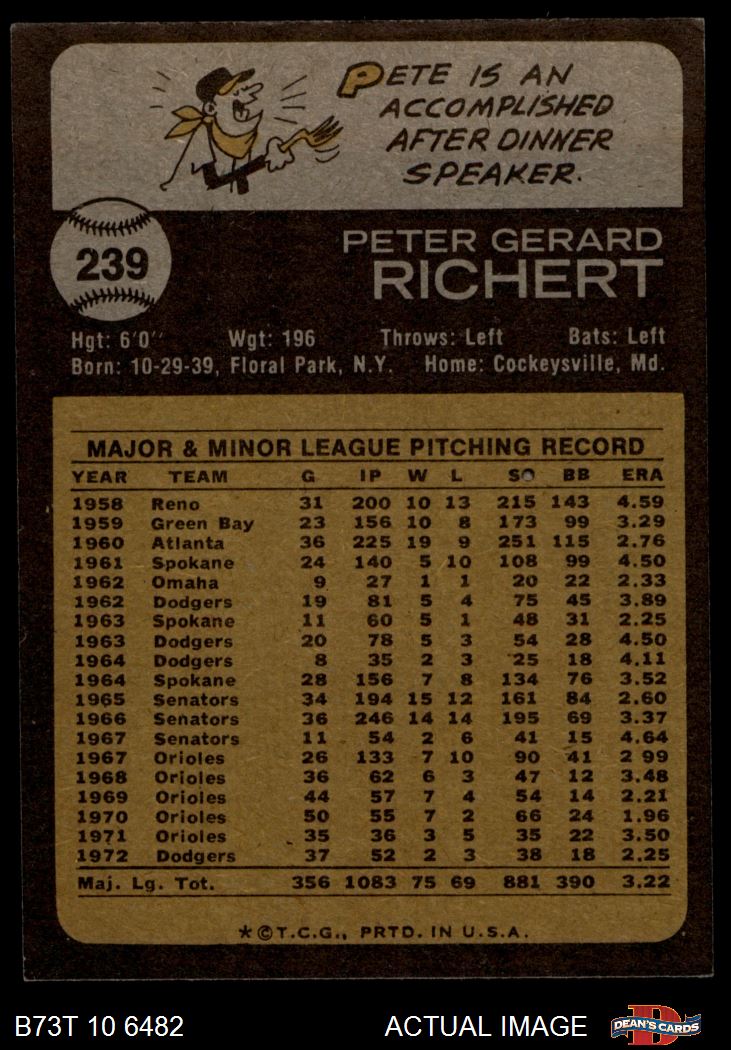 PETE IS AN
ACCOMPLISHED
AFTER DINNER
SPEAKER.
239
PETER GERARD
RICHERT
Hgt: 6'0'' Wgt: 196 Throws: Left Bats: Left
Born: 10-29-39, Floral Park, N.Y. Home: Cockeysville, Md.
MAJOR & MINOR LEAGUE PITCHING RECORD
YEAR TEAM G IP W L SO BB ERA
1958 Reno 31 200 10 13 215 143 4.59
1959 Green Bay 23 156 10 8 173 99 3.29
1960 Atlanta 36 225 19 9 251 115 2.76
1961 Spokane 24 140 5 10 108 99 4.50
1962 Omaha 9 27 1 1 20 22 2.33
1962 Dodgers 19 81 5 4 75 45 3.89
1963 Spokane 11 60 5 1 48 31 2.25
1963 Dodgers 20 78 5 3 54 28 4.50
1964 Dodgers 8 35 2 3 25 18 4.11
1964 Spokane 28 156 7 8 134 76 3.52
1965 Senators 34 194 15 12 161 84 2.60
1966 Senators 36 246 14 14 195 69 3.37
1967 Senators 11 54 2 6 41 15 4.64
1967 Orioles 26 133 7 10 90 41 2 99
1968 Orioles 36 62 6 3 47 12 3.48
1969 Orioles 44 57 7 4 54 14 2.21
1970 Orioles 50 55 7 2 66 24 1.96
1971 Orioles 35 36 3 5 35 22 3.50
1972 Dodgers 37 52 2 3 38 18 2.25
Maj. Lg. Tot. 356 1083 75 69 881 390 3.22
*©T.C.G., PRTD. IN U.S.A.
B73T 10 6482 ACTUAL IMAGE
D
DEAN'S CARDS